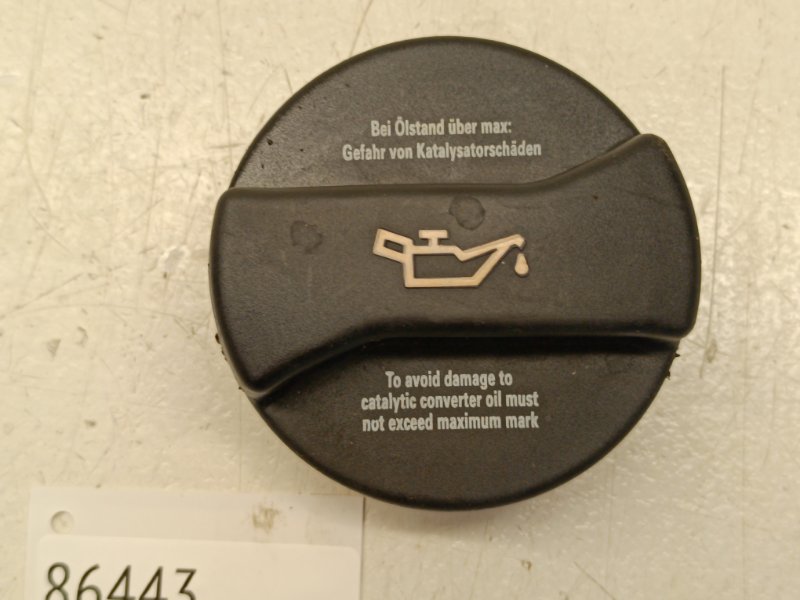 Bei Ölstand über max:
Gefahr von Katalysatorschäden
To avoid damage to
catalytic converter oil must
not exceed maximum mark
86443